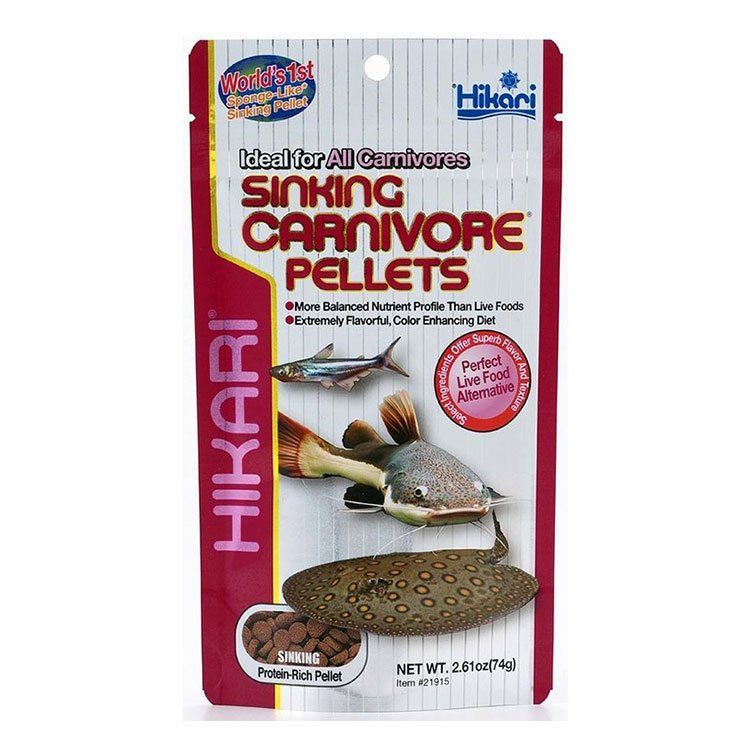 World's 1st
Sponge-Like®
Sinking Pellet
Hikari
Ideal for All Carnivores
SINKING
CARNIVORE®
PELLETS
●More Balanced Nutrient Profile Than Live Foods
●Extremely Flavorful, Color Enhancing Diet
HIKARI®
Select Ingredients Offer Superb Flavor And Texture
Perfect
Live Food
Alternative
SINKING
Protein-Rich Pellet
NET WT. 2.61oz(74g)
Item #21915